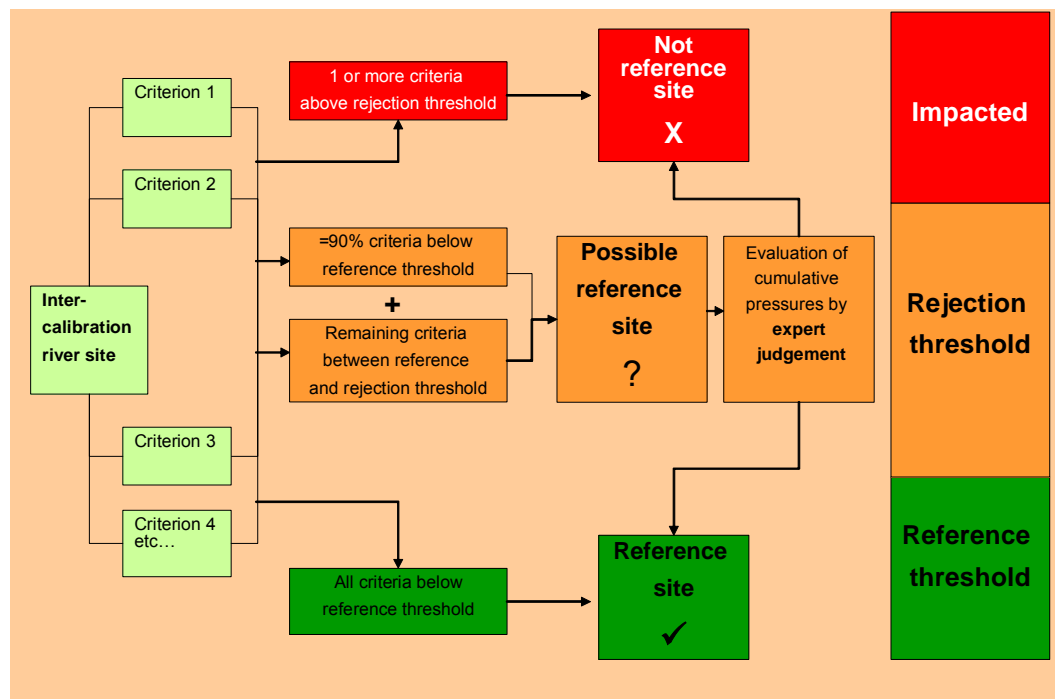 Inter-
calibration
river site
Criterion 1
Criterion 2
Criterion 3
Criterion 4
etc…
1 or more criteria
above rejection threshold
=90% criteria below
reference threshold
+
Remaining criteria
between reference
and rejection threshold
All criteria below
reference threshold
Not
reference
site
X
Possible
reference
site
?
Evaluation of
cumulative
pressures by
expert
judgement
Reference
site
✓
Impacted
Rejection
threshold
Reference
threshold